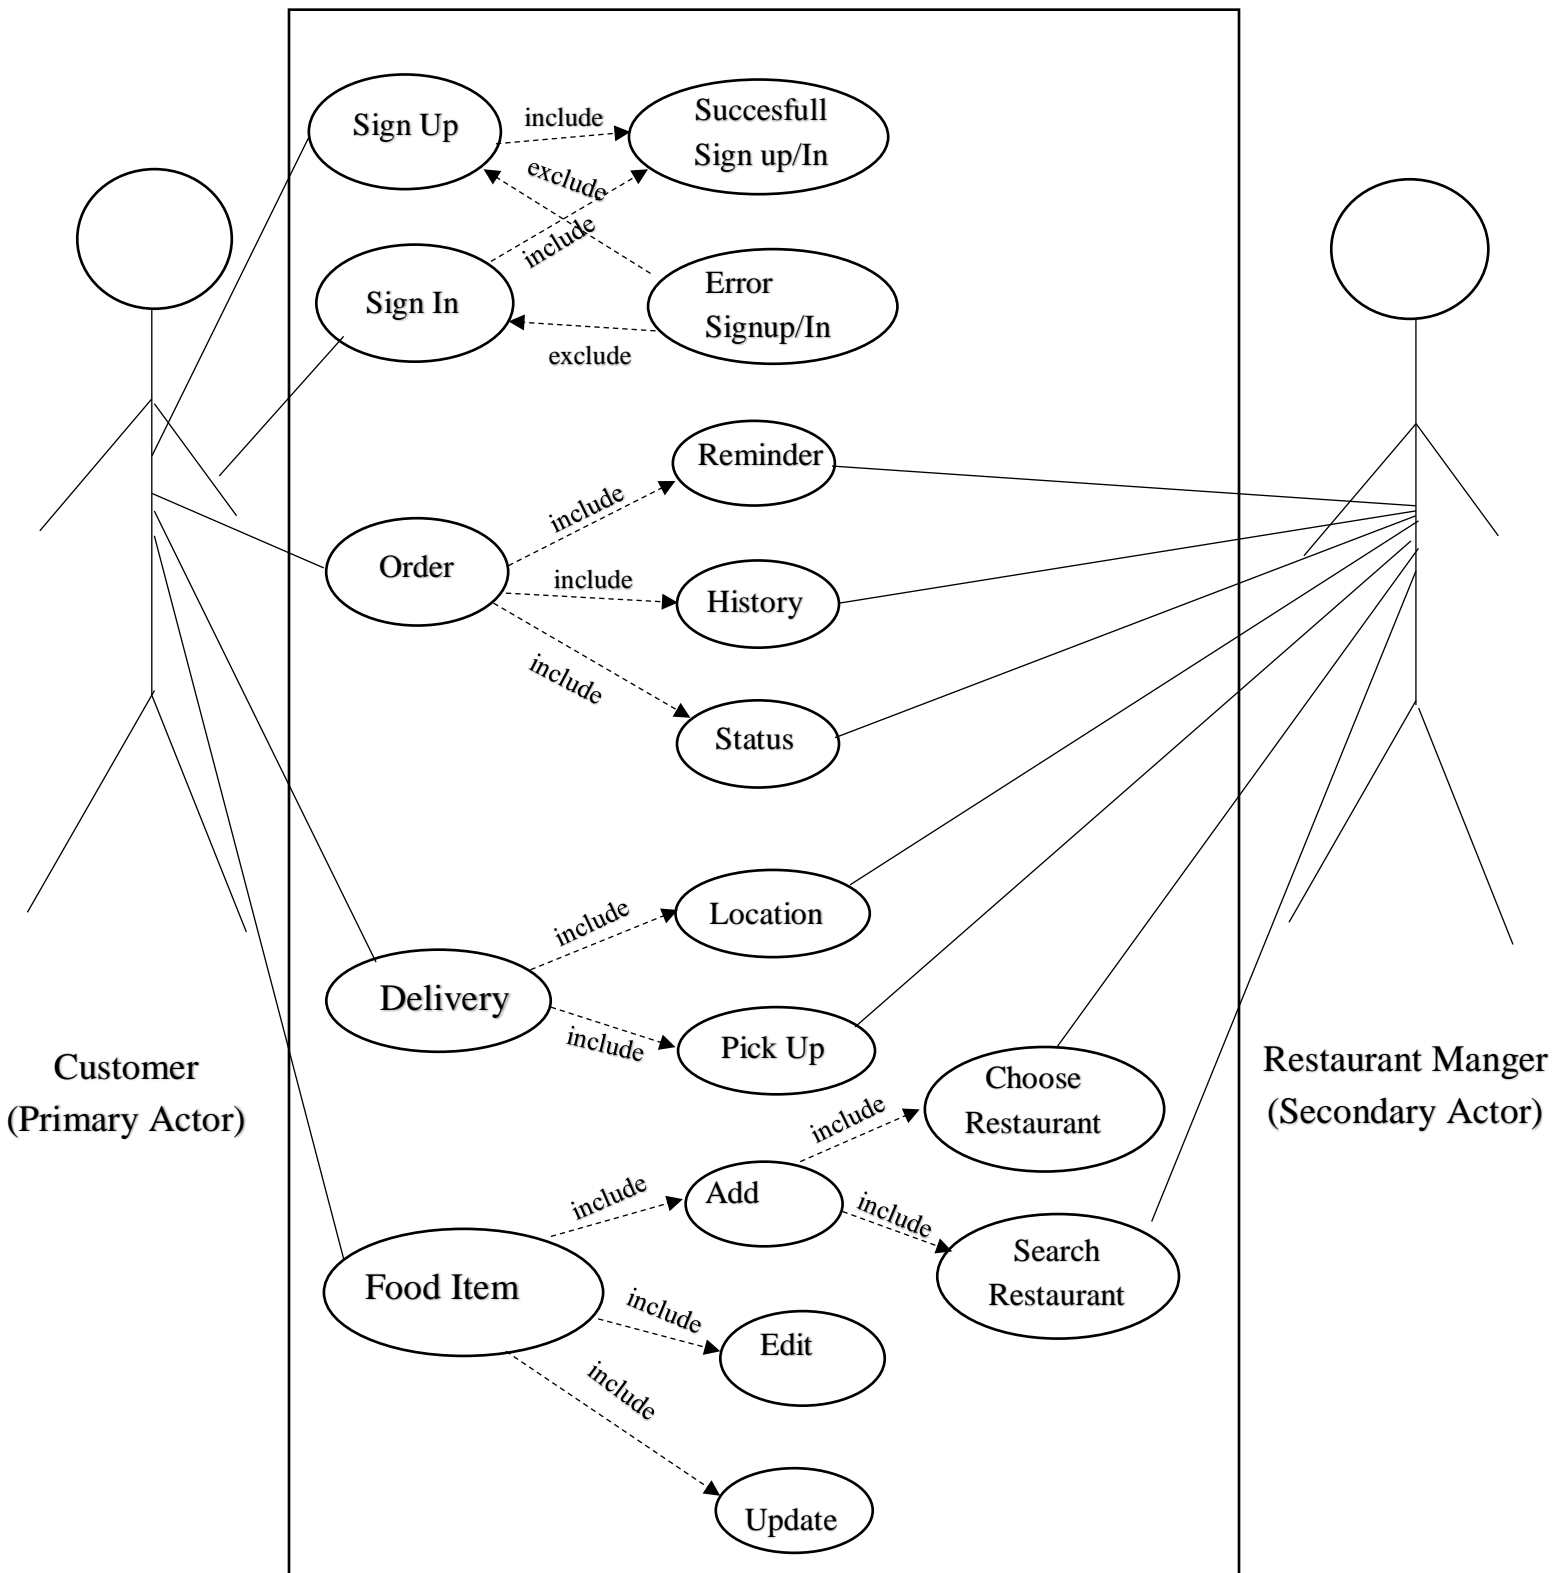 Sign Up
include
Succesfull
Sign up/In
exclude
include
Sign In
Error
Signup/In
exclude
Reminder
include
Order
include
History
include
Status
include
Location
Delivery
include
Pick Up
Customer
(Primary Actor)
Restaurant Manger
(Secondary Actor)
Choose
Restaurant
include
include
Add
include
Search
Restaurant
Food Item
include
Edit
include
Update